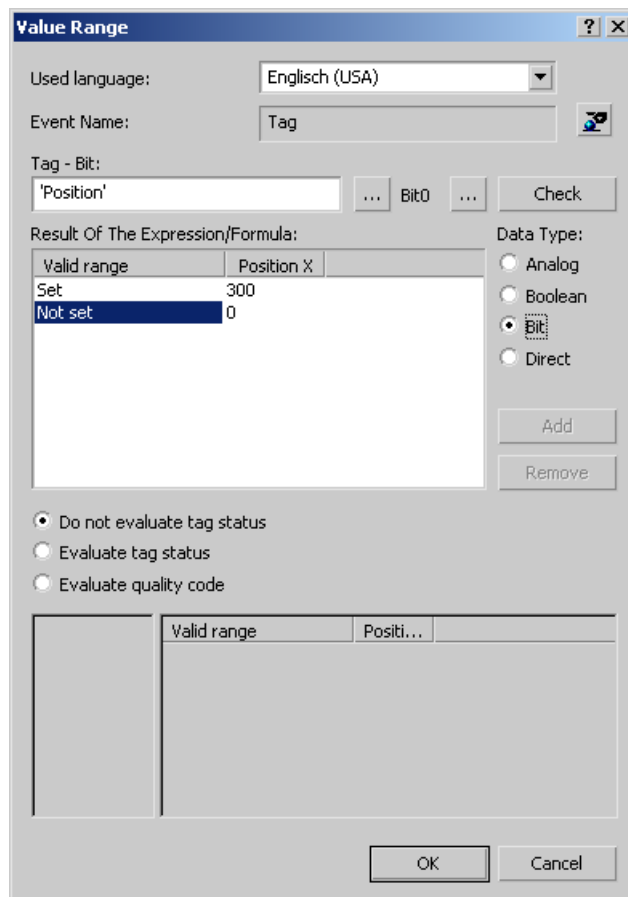 Value Range
Used language: Englisch (USA)
Event Name: Tag
Tag - Bit:
'Position' ... Bit0 ... Check
Result Of The Expression/Formula: Data Type:
Valid range Position X
Set 300
Not set 0
Analog
Boolean
Bit
Direct
Add
Remove
Do not evaluate tag status
Evaluate tag status
Evaluate quality code
Valid range Positi...
OK Cancel